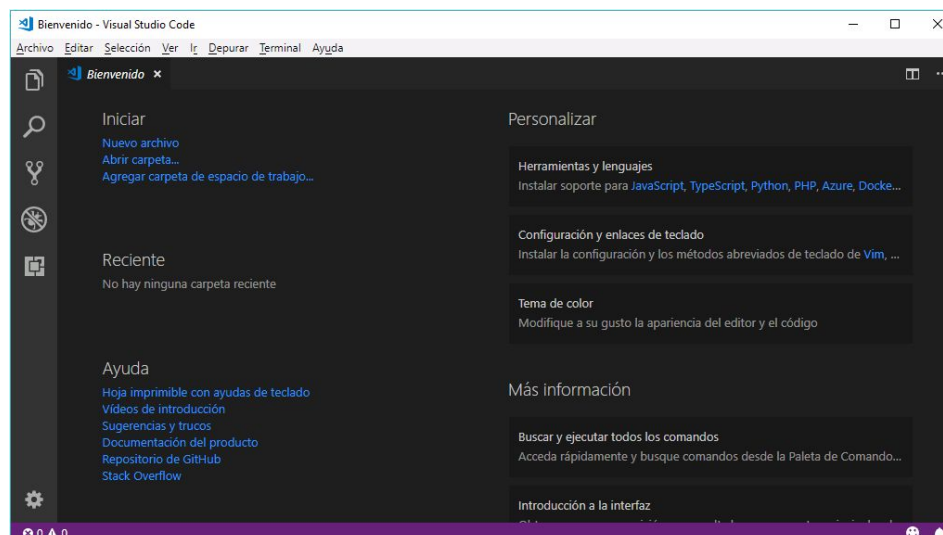 Bienvenido - Visual Studio Code
Archivo Editar Selección Ver Ir Depurar Terminal Ayuda
Bienvenido
Iniciar
Nuevo archivo
Abrir carpeta...
Agregar carpeta de espacio de trabajo...
Reciente
No hay ninguna carpeta reciente
Ayuda
Hoja imprimible con ayudas de teclado
Vídeos de introducción
Sugerencias y trucos
Documentación del producto
Repositorio de GitHub
Stack Overflow
Personalizar
Herramientas y lenguajes
Instalar soporte para JavaScript, TypeScript, Python, PHP, Azure, Docke...
Configuración y enlaces de teclado
Instalar la configuración y los métodos abreviados de teclado de Vim, ...
Tema de color
Modifique a su gusto la apariencia del editor y el código
Más información
Buscar y ejecutar todos los comandos
Acceda rápidamente y busque comandos desde la Paleta de Comando...
Introducción a la interfaz
0 0